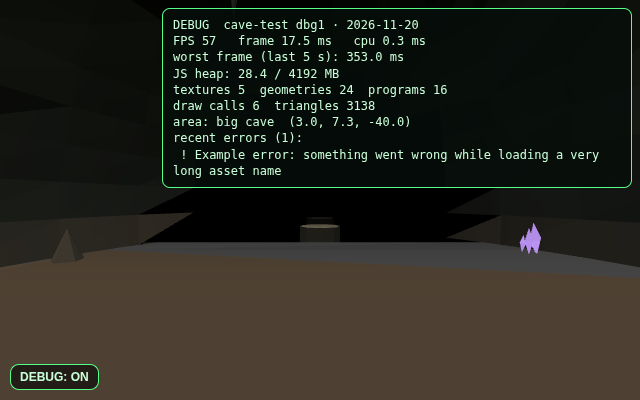 DEBUG  cave-test dbg1 · 2026-11-20
FPS 57   frame 17.5 ms   cpu 0.3 ms
worst frame (last 5 s): 353.0 ms
JS heap: 28.4 / 4192 MB
textures 5  geometries 24  programs 16
draw calls 6  triangles 3138
area: big cave  (3.0, 7.3, -40.0)
recent errors (1):
 ! Example error: something went wrong while loading a very
long asset name
DEBUG: ON